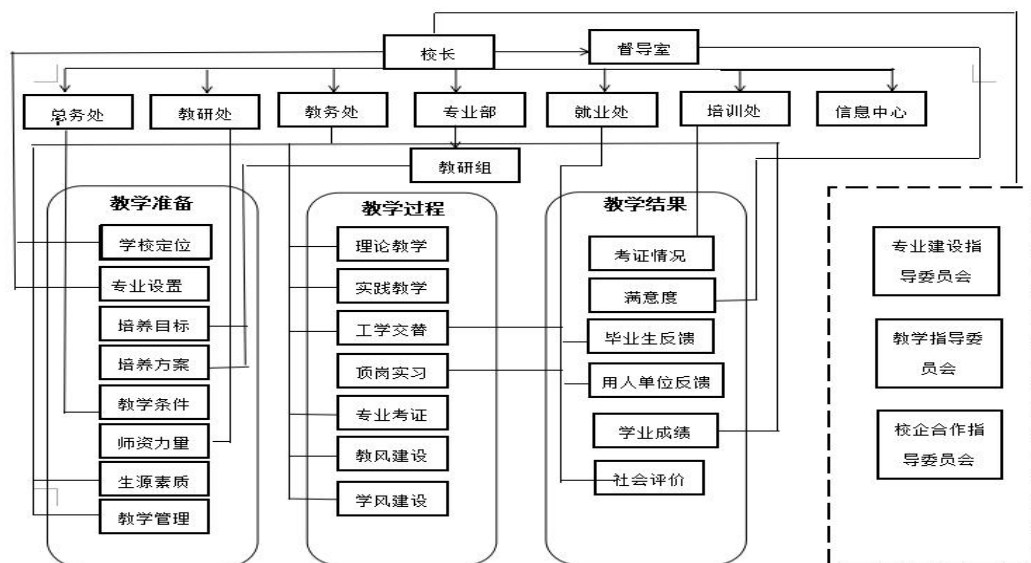 校长
督导室
总务处
教研处
教务处
专业部
就业处
培训处
信息中心
教研组
教学准备
学校定位
专业设置
培养目标
培养方案
教学条件
师资力量
生源素质
教学管理
教学过程
理论教学
实践教学
工学交替
顶岗实习
专业考证
教风建设
学风建设
教学结果
考证情况
满意度
毕业生反馈
用人单位反馈
学业成绩
社会评价
专业建设指
导委员会
教学指导委
员会
校企合作指
导委员会